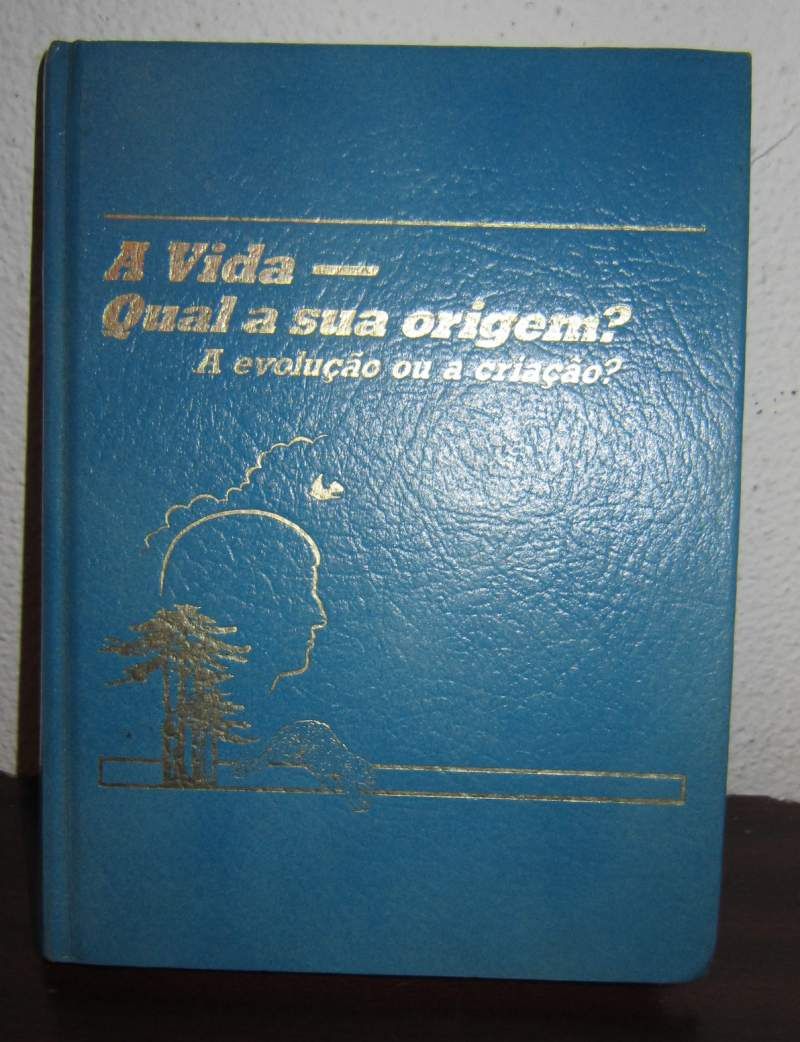 A Vida —
Qual a sua origem?
A evolução ou a criação?